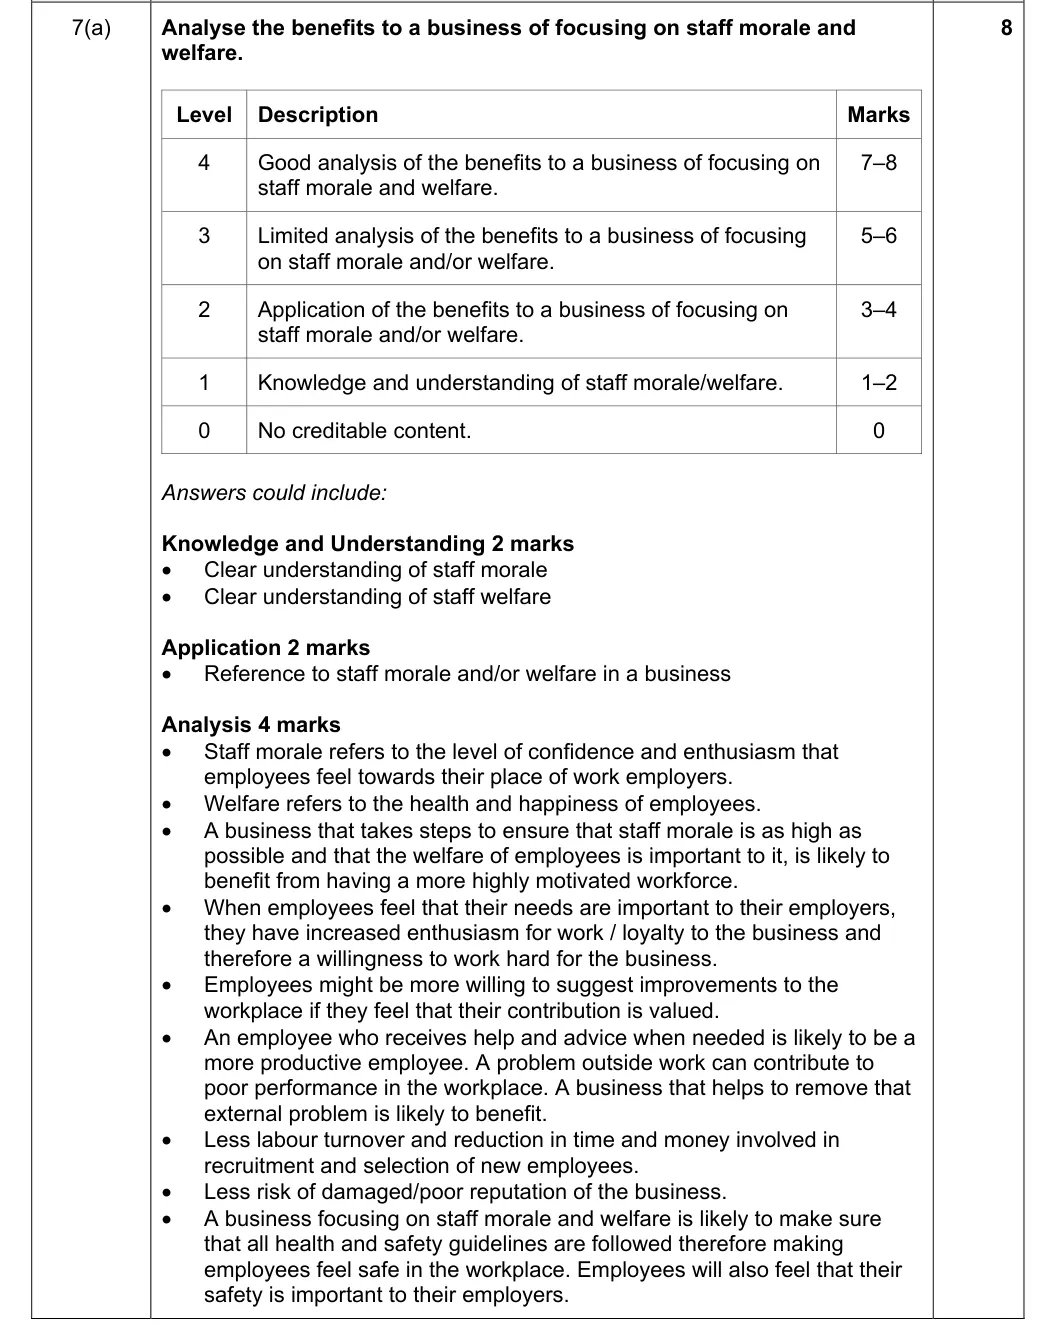 7(a) Analyse the benefits to a business of focusing on staff morale and 8
welfare.
Level Description Marks
4 Good analysis of the benefits to a business of focusing on 7–8
staff morale and welfare.
3 Limited analysis of the benefits to a business of focusing 5–6
on staff morale and/or welfare.
2 Application of the benefits to a business of focusing on 3–4
staff morale and/or welfare.
1 Knowledge and understanding of staff morale/welfare. 1–2
0 No creditable content. 0
Answers could include:
Knowledge and Understanding 2 marks
• Clear understanding of staff morale
• Clear understanding of staff welfare
Application 2 marks
• Reference to staff morale and/or welfare in a business
Analysis 4 marks
• Staff morale refers to the level of confidence and enthusiasm that
employees feel towards their place of work employers.
• Welfare refers to the health and happiness of employees.
• A business that takes steps to ensure that staff morale is as high as
possible and that the welfare of employees is important to it, is likely to
benefit from having a more highly motivated workforce.
• When employees feel that their needs are important to their employers,
they have increased enthusiasm for work / loyalty to the business and
therefore a willingness to work hard for the business.
• Employees might be more willing to suggest improvements to the
workplace if they feel that their contribution is valued.
• An employee who receives help and advice when needed is likely to be a
more productive employee. A problem outside work can contribute to
poor performance in the workplace. A business that helps to remove that
external problem is likely to benefit.
• Less labour turnover and reduction in time and money involved in
recruitment and selection of new employees.
• Less risk of damaged/poor reputation of the business.
• A business focusing on staff morale and welfare is likely to make sure
that all health and safety guidelines are followed therefore making
employees feel safe in the workplace. Employees will also feel that their
safety is important to their employers.